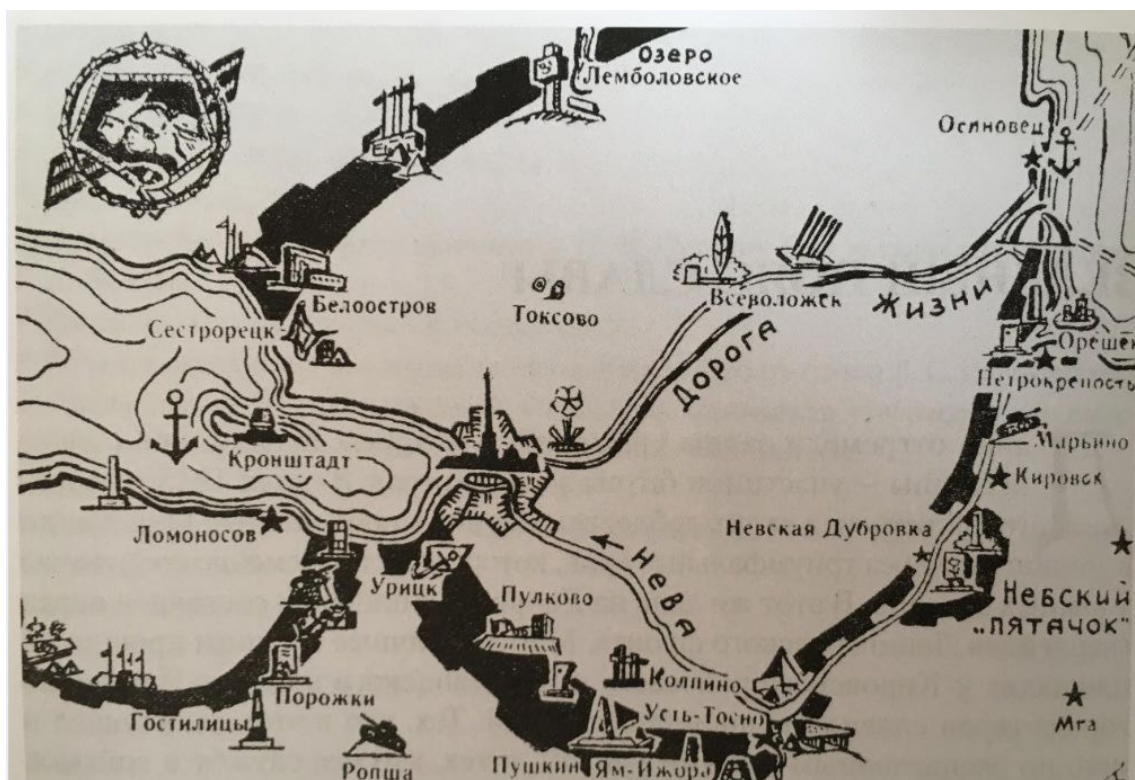 Озеро
Лемболовское
Осиновец
Белоостров
Токсово
Всеволожск
Жизни
Сестрорецк
Дорога
Орешек
Петрокрепость
Марьино
Кронштадт
Кировск
Ломоносов
Невская Дубровка
Нева
Урицк
Пулково
Невский
„Пятачок"
Колпино
Порожки
Гостилицы
Усть-Тосно
Мга
Ропша
Пушкин
Ям-Ижора